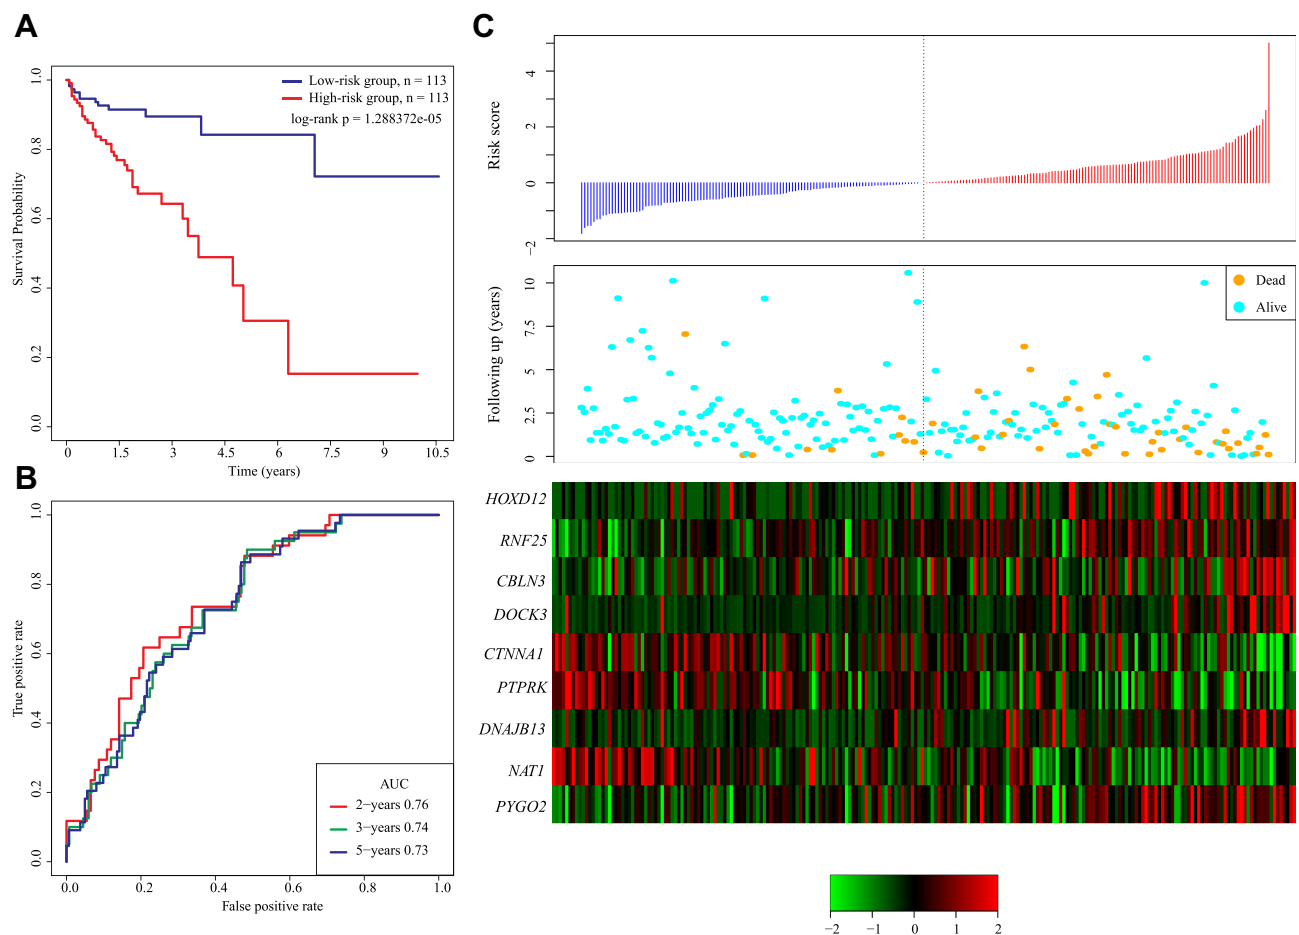 A
Survival Probability
1.0
0.8
0.6
0.4
0.2
0.0
Low-risk group, n = 113
High-risk group, n = 113
log-rank p = 1.288372e-05
0 1.5 3 4.5 6 7.5 9 10.5
Time (years)
B
True positive rate
1.0
0.8
0.6
0.4
0.2
0.0
AUC
2−years 0.76
3−years 0.74
5−years 0.73
0.0 0.2 0.4 0.6 0.8 1.0
False positive rate
C
Risk score
4
2
0
−2
Following up (years)
10
7.5
5
2.5
0
Dead
Alive
HOXD12
RNF25
CBLN3
DOCK3
CTNNA1
PTPRK
DNAJB13
NAT1
PYGO2
−2 −1 0 1 2